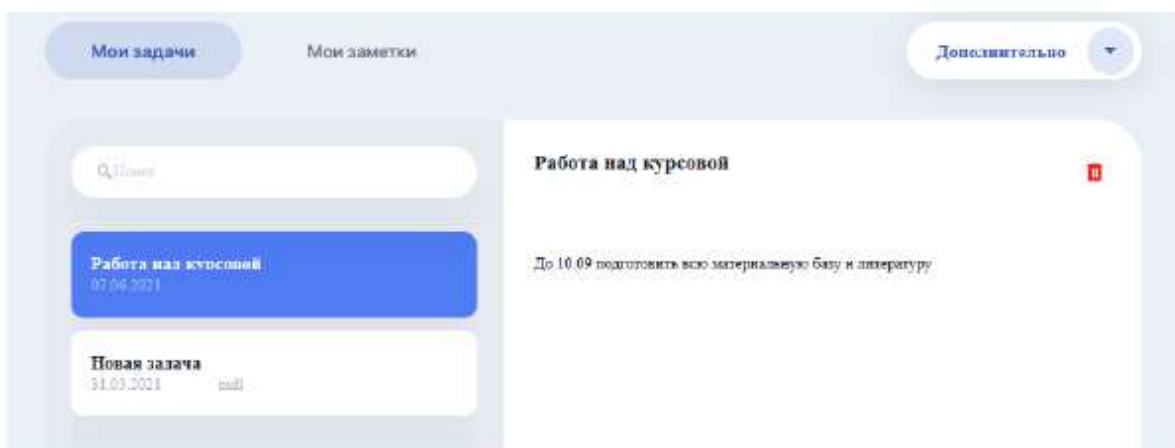 Мои задачи
Мои заметки
Дополнительно
Поиск
Работа над курсовой
07.06.2021
Новая задача
31.03.2021 null
Работа над курсовой
До 10.09 подготовить всю материальную базу и литературу